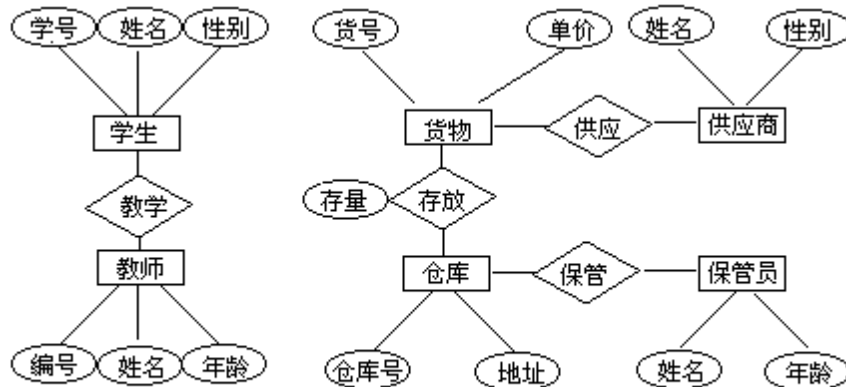 学号 姓名 性别 货号 单价 姓名 性别
学生 货物 供应 供应商
教学 存量 存放
教师 仓库 保管 保管员
编号 姓名 年龄 仓库号 地址 姓名 年龄